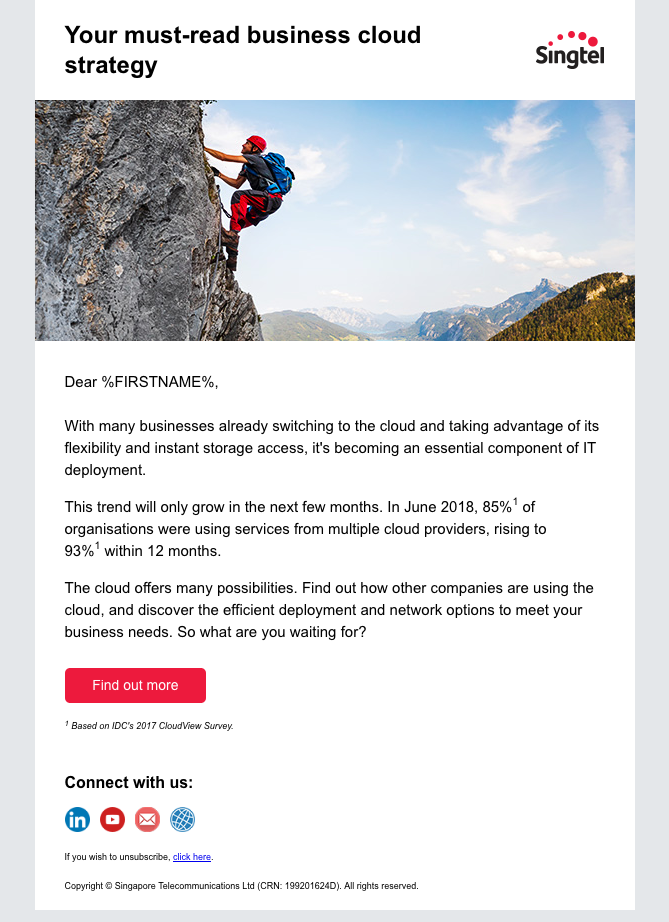 Your must-read business cloud
strategy
Singtel
Dear %FIRSTNAME%,
With many businesses already switching to the cloud and taking advantage of its
flexibility and instant storage access, it's becoming an essential component of IT
deployment.
This trend will only grow in the next few months. In June 2018, 85%¹ of
organisations were using services from multiple cloud providers, rising to
93%¹ within 12 months.
The cloud offers many possibilities. Find out how other companies are using the
cloud, and discover the efficient deployment and network options to meet your
business needs. So what are you waiting for?
Find out more
¹ Based on IDC's 2017 CloudView Survey.
Connect with us:
in
If you wish to unsubscribe, click here.
Copyright © Singapore Telecommunications Ltd (CRN: 199201624D). All rights reserved.